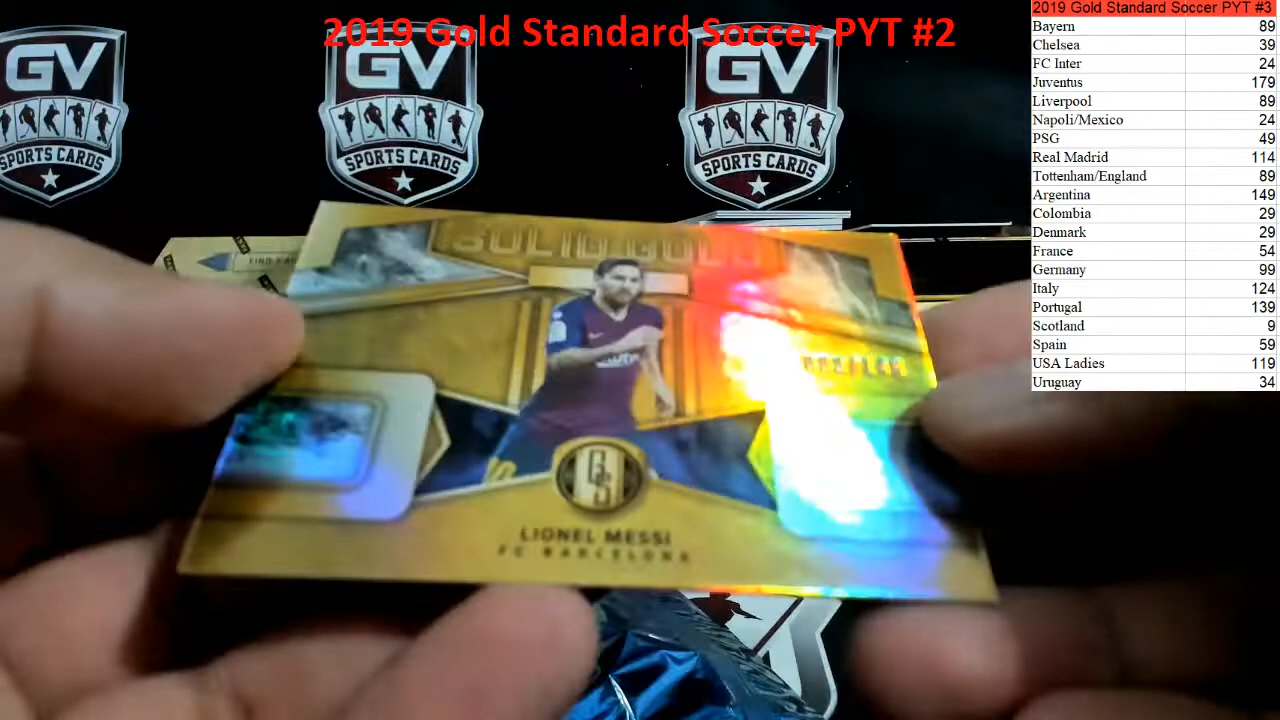 2019 Gold Standard Soccer PYT #2
GV
SPORTS CARDS
GV
SPORTS CARDS
GV
SPORTS CARDS
2019 Gold Standard Soccer PYT #3
Bayern 89
Chelsea 39
FC Inter 24
Juventus 179
Liverpool 89
Napoli/Mexico 24
PSG 49
Real Madrid 114
Tottenham/England 89
Argentina 149
Colombia 29
Denmark 29
France 54
Germany 99
Italy 124
Portugal 139
Scotland 9
Spain 59
USA Ladies 119
Uruguay 34
SOLID GOLD
GS
LIONEL MESSI
FC BARCELONA